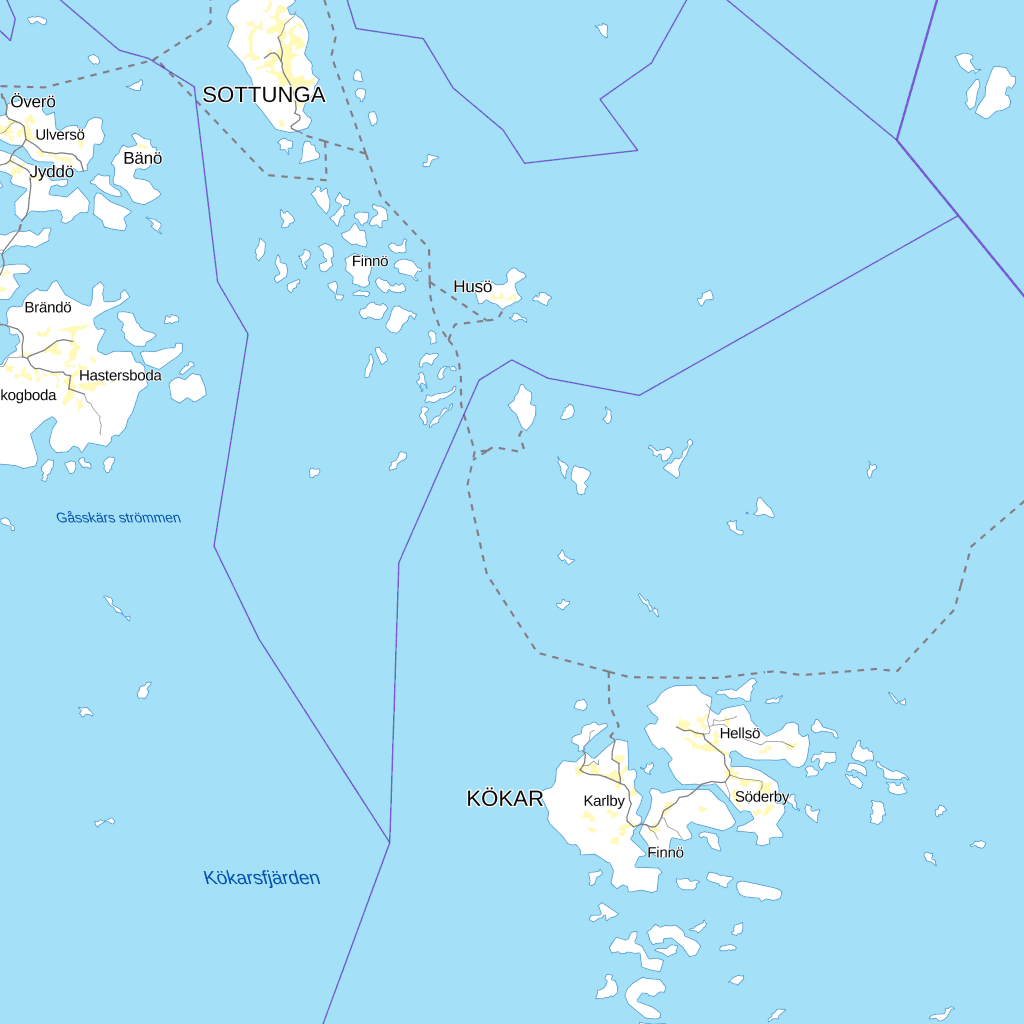 SOTTUNGA
Överö
Ulversö
Bänö
Jyddö
Finnö
Husö
Brändö
Hastersboda
kogboda
Gåsskärs strömmen
Hellsö
KÖKAR
Karlby
Söderby
Finnö
Kökarsfjärden